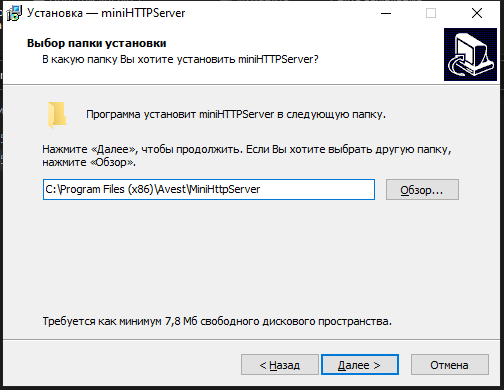 Установка — miniHTTPServer
Выбор папки установки
В какую папку Вы хотите установить miniHTTPServer?
Программа установит miniHTTPServer в следующую папку.
Нажмите «Далее», чтобы продолжить. Если Вы хотите выбрать другую папку,
нажмите «Обзор».
C:\Program Files (x86)\Avest\MiniHttpServer
Обзор...
Требуется как минимум 7,8 Мб свободного дискового пространства.
< Назад
Далее >
Отмена